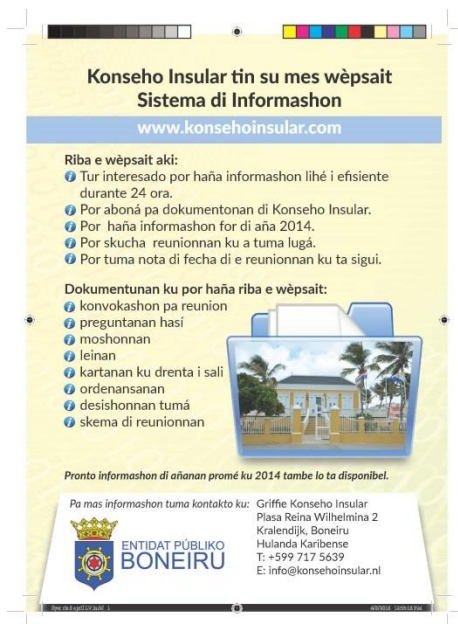 Konseho Insular tin su mes wèpsait
Sistema di Informashon
www.konsehoinsular.com
Riba e wèpsait aki:
Tur interesado por haña informashon lihé i efisiente
durante 24 ora.
Por aboná pa dokumentonan di Konseho Insular.
Por haña informashon for di aña 2014.
Por skucha reunionnan ku a tuma lugá.
Por tuma nota di fecha di e reunionnan ku ta sigui.
Dokumentunan ku por haña riba e wèpsait:
konvokashon pa reunion
preguntanan hasí
moshonnan
leinan
kartanan ku drenta i sali
ordenansanan
desishonnan tumá
skema di reunionnan
Pronto informashon di añanan promé ku 2014 tambe lo ta disponibel.
Pa mas informashon tuma kontakto ku:
Griffie Konseho Insular
Plasa Reina Wilhelmina 2
Kralendijk, Boneiru
Hulanda Karibense
T: +599 717 5639
E: info@konsehoinsular.nl
ENTIDAT PÚBLIKO
BONEIRU